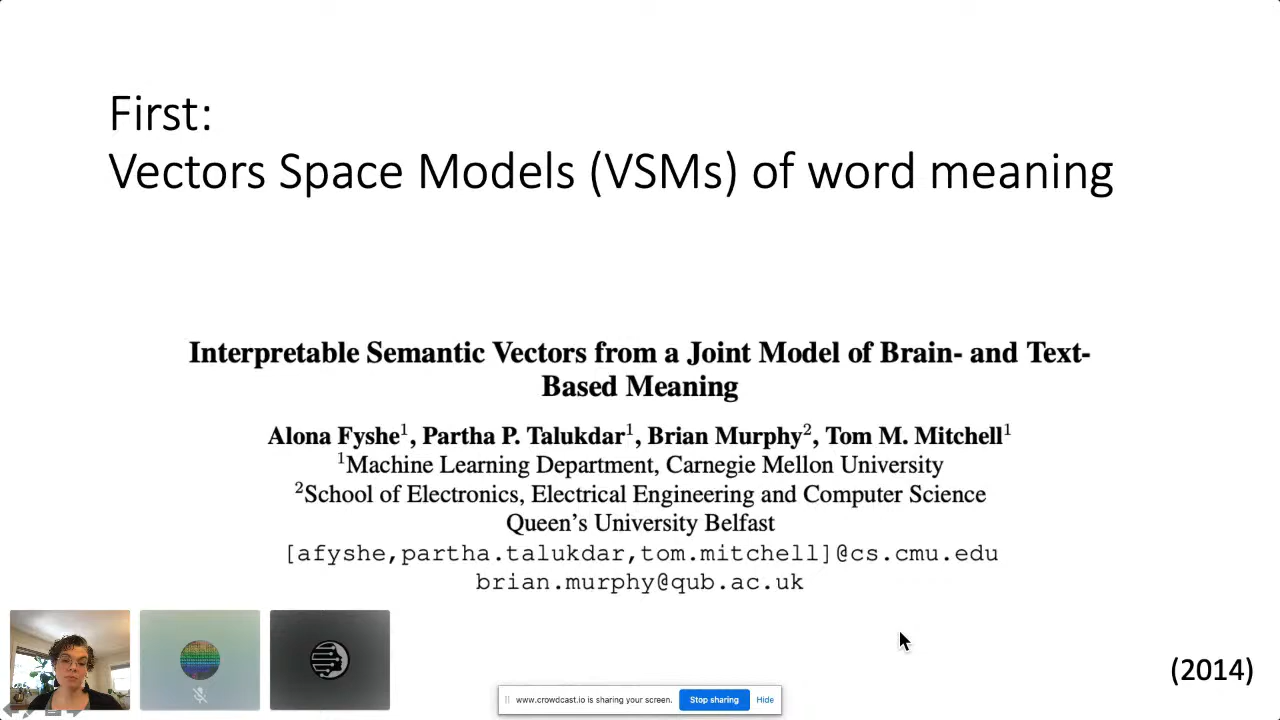 First:
Vectors Space Models (VSMs) of word meaning
Interpretable Semantic Vectors from a Joint Model of Brain- and Text-
Based Meaning
Alona Fyshe¹, Partha P. Talukdar¹, Brian Murphy², Tom M. Mitchell¹
¹Machine Learning Department, Carnegie Mellon University
²School of Electronics, Electrical Engineering and Computer Science
Queen's University Belfast
[afyshe,partha.talukdar,tom.mitchell]@cs.cmu.edu
brian.murphy@qub.ac.uk
(2014)
www.crowdcast.io is sharing your screen. Stop sharing Hide